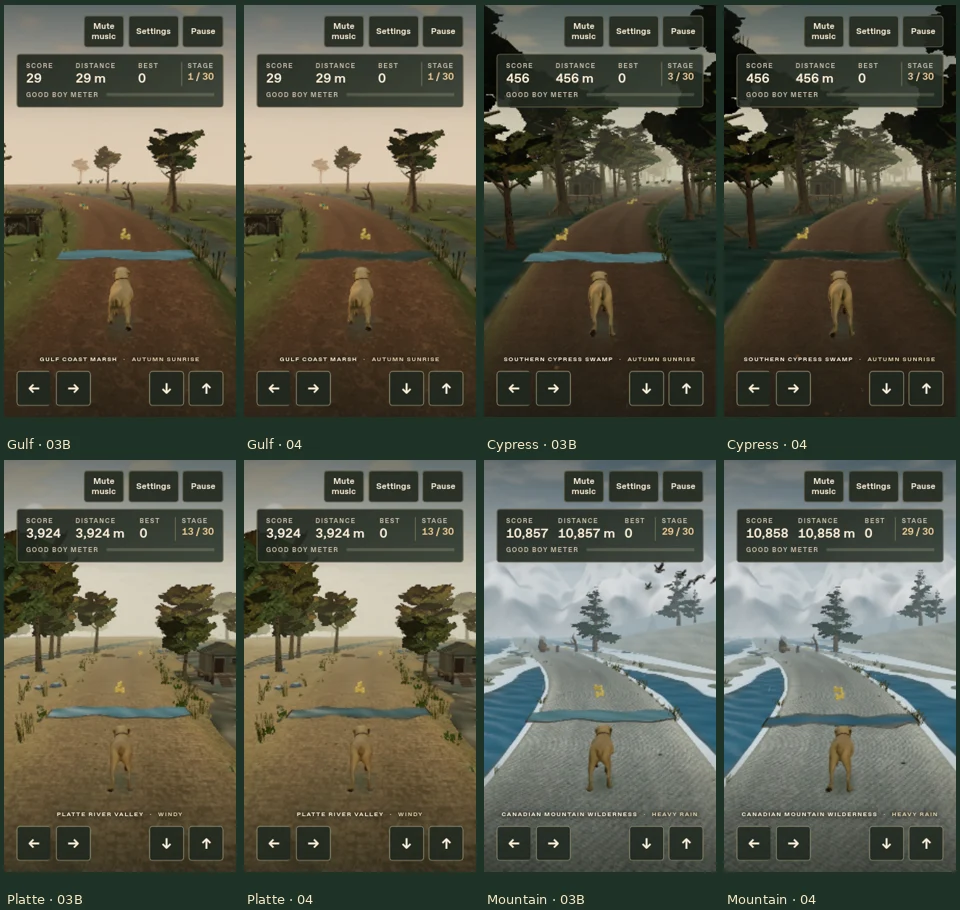 Mute music Settings Pause
SCORE DISTANCE BEST STAGE
29 29 m 0 1 / 30
GOOD BOY METER
GULF COAST MARSH · AUTUMN SUNRISE
← → ↓ ↑
Gulf · 03B
Mute music Settings Pause
SCORE DISTANCE BEST STAGE
29 29 m 0 1 / 30
GOOD BOY METER
GULF COAST MARSH · AUTUMN SUNRISE
← → ↓ ↑
Gulf · 04
Mute music Settings Pause
SCORE DISTANCE BEST STAGE
456 456 m 0 3 / 30
GOOD BOY METER
SOUTHERN CYPRESS SWAMP · AUTUMN SUNRISE
← → ↓ ↑
Cypress · 03B
Mute music Settings Pause
SCORE DISTANCE BEST STAGE
456 456 m 0 3 / 30
GOOD BOY METER
SOUTHERN CYPRESS SWAMP · AUTUMN SUNRISE
← → ↓ ↑
Cypress · 04
Mute music Settings Pause
SCORE DISTANCE BEST STAGE
3,924 3,924 m 0 13 / 30
GOOD BOY METER
PLATTE RIVER VALLEY · WINDY
← → ↓ ↑
Platte · 03B
Mute music Settings Pause
SCORE DISTANCE BEST STAGE
3,924 3,924 m 0 13 / 30
GOOD BOY METER
PLATTE RIVER VALLEY · WINDY
← → ↓ ↑
Platte · 04
Mute music Settings Pause
SCORE DISTANCE BEST STAGE
10,857 10,857 m 0 29 / 30
GOOD BOY METER
CANADIAN MOUNTAIN WILDERNESS · HEAVY RAIN
← → ↓ ↑
Mountain · 03B
Mute music Settings Pause
SCORE DISTANCE BEST STAGE
10,858 10,858 m 0 29 / 30
GOOD BOY METER
CANADIAN MOUNTAIN WILDERNESS · HEAVY RAIN
← → ↓ ↑
Mountain · 04